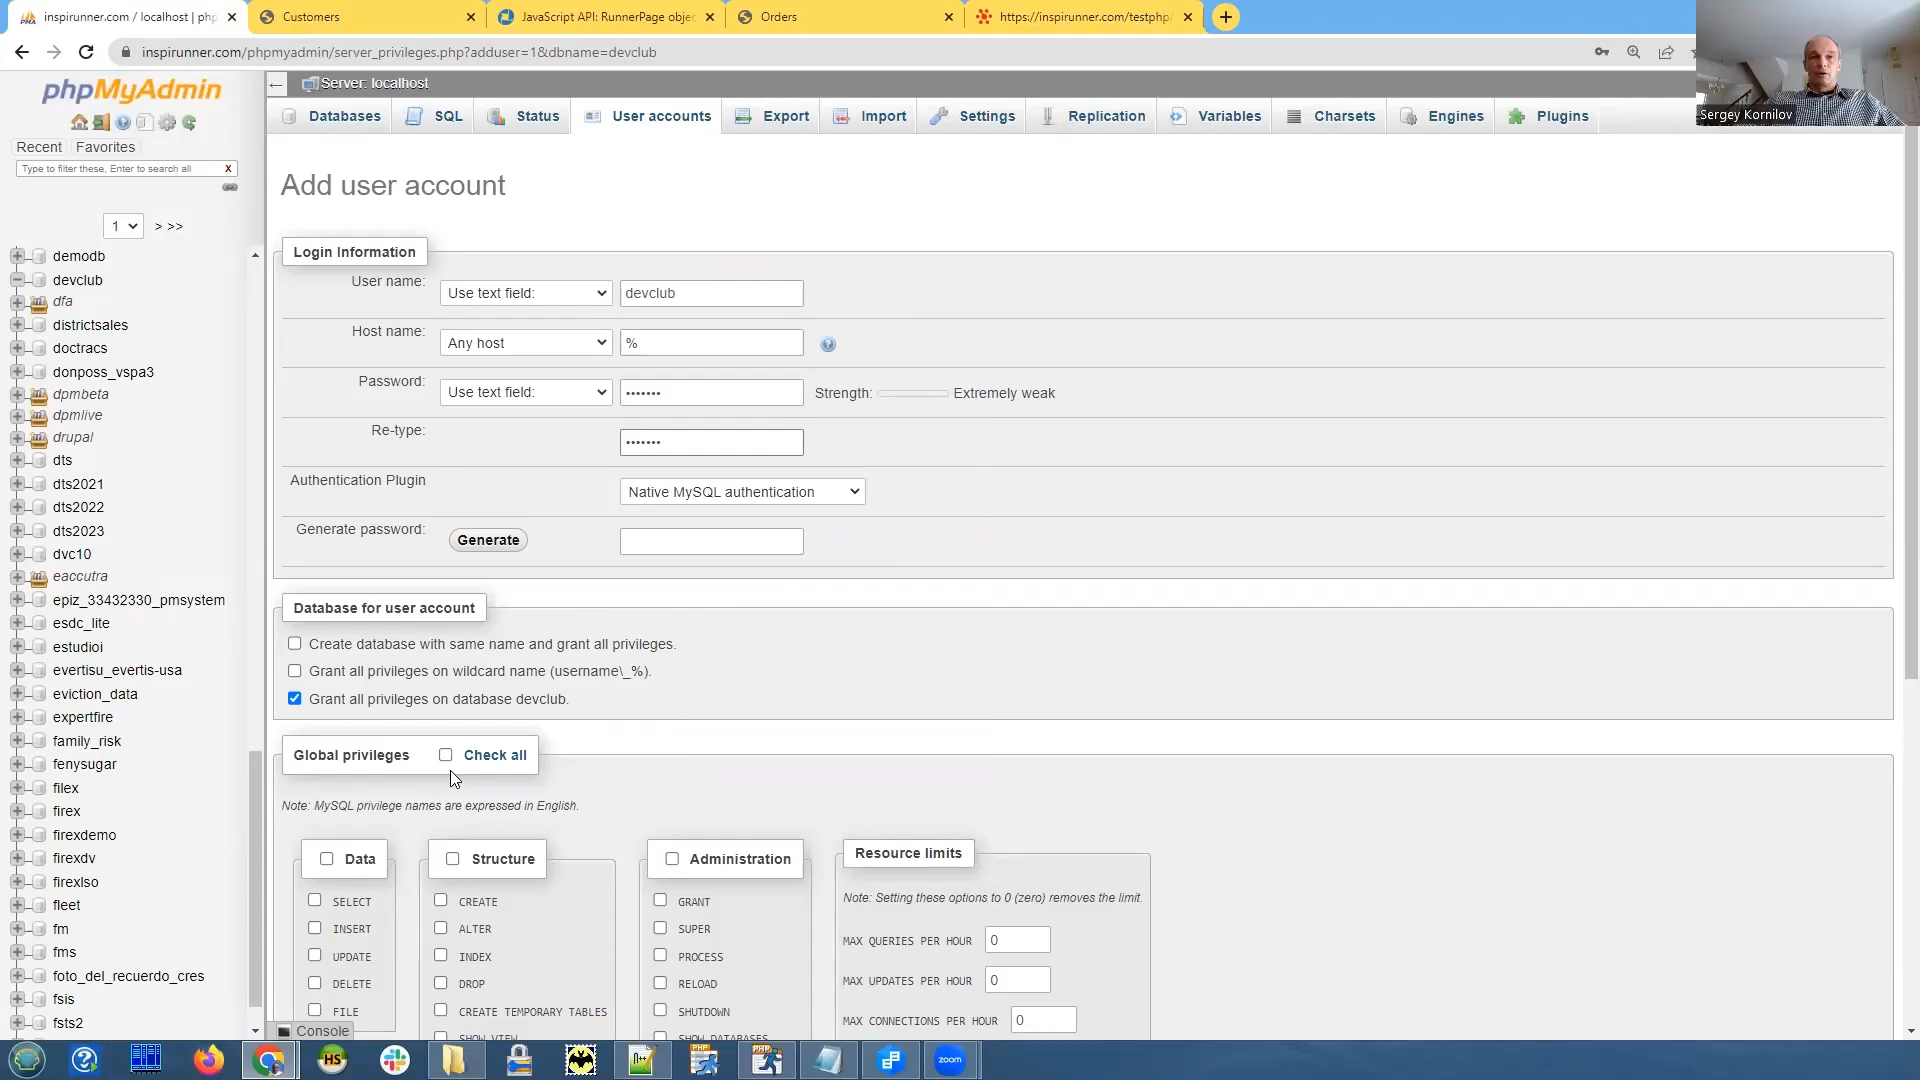 inspirunner.com / localhost | php
Customers
JavaScript API: RunnerPage objec
Orders
https://inspirunner.com/testphp
inspirunner.com/phpmyadmin/server_privileges.php?adduser=1&dbname=devclub
Sergey Kornilov
phpMyAdmin
Recent
Favorites
Type to filter these, Enter to search all
X
1
> >>
demodb
devclub
dfa
districtsales
doctracs
donposs_vspa3
dpmbeta
dpmlive
drupal
dts
dts2021
dts2022
dts2023
dvc10
eaccutra
epiz_33432330_pmsystem
esdc_lite
estudioi
evertisu_evertis-usa
eviction_data
expertfire
family_risk
fenysugar
filex
firex
firexdemo
firexdv
firexlso
fleet
fm
fms
foto_del_recuerdo_cres
fsis
fsts2
Server: localhost
Databases
SQL
Status
User accounts
Export
Import
Settings
Replication
Variables
Charsets
Engines
Plugins
Add user account
Login Information
User name:
Use text field:
devclub
Host name:
Any host
%
Password:
Use text field:
•••••••
Strength:
Extremely weak
Re-type:
•••••••
Authentication Plugin
Native MySQL authentication
Generate password:
Generate
Database for user account
Create database with same name and grant all privileges.
Grant all privileges on wildcard name (username\_%).
Grant all privileges on database devclub.
Global privileges
Check all
Note: MySQL privilege names are expressed in English.
Data
SELECT
INSERT
UPDATE
DELETE
FILE
Structure
CREATE
ALTER
INDEX
DROP
CREATE TEMPORARY TABLES
SHOW VIEW
Administration
GRANT
SUPER
PROCESS
RELOAD
SHUTDOWN
SHOW DATABASES
Resource limits
Note: Setting these options to 0 (zero) removes the limit.
MAX QUERIES PER HOUR
0
MAX UPDATES PER HOUR
0
MAX CONNECTIONS PER HOUR
0
Console
HS
zoom